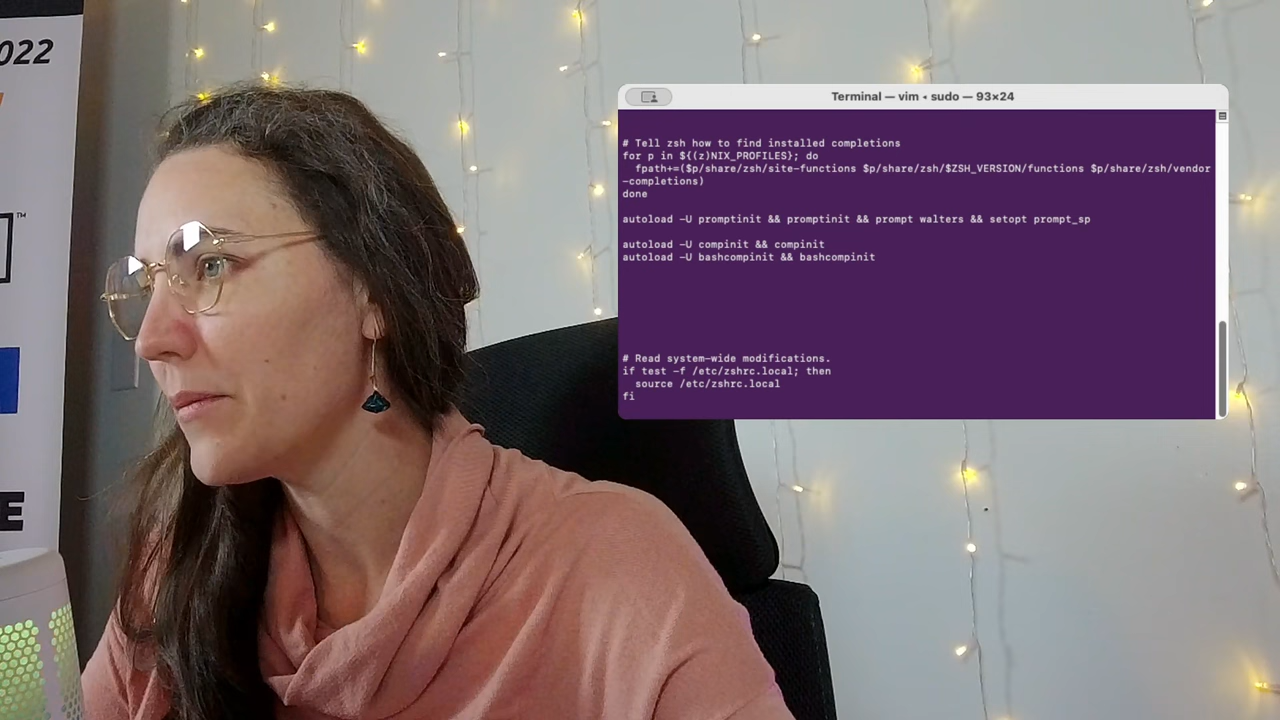 022
™
E
Terminal — vim ◂ sudo — 93×24
# Tell zsh how to find installed completions
for p in ${(z)NIX_PROFILES}; do
  fpath+=($p/share/zsh/site-functions $p/share/zsh/$ZSH_VERSION/functions $p/share/zsh/vendor
-completions)
done
autoload -U promptinit && promptinit && prompt walters && setopt prompt_sp
autoload -U compinit && compinit
autoload -U bashcompinit && bashcompinit
# Read system-wide modifications.
if test -f /etc/zshrc.local; then
  source /etc/zshrc.local
fi